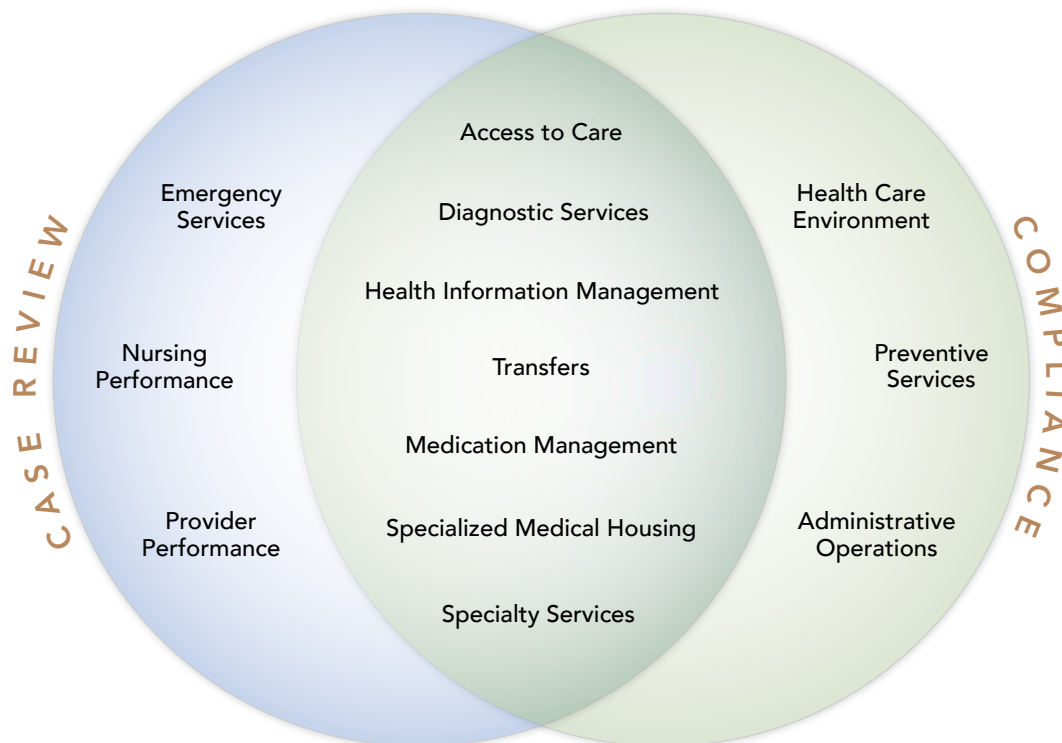 CASE REVIEW
Emergency
Services
Nursing
Performance
Provider
Performance
Access to Care
Diagnostic Services
Health Information Management
Transfers
Medication Management
Specialized Medical Housing
Specialty Services
Health Care
Environment
Preventive
Services
Administrative
Operations
COMPLIANCE